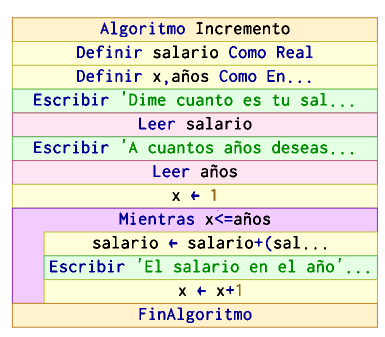 Algoritmo Incremento
Definir salario Como Real
Definir x,años Como En...
Escribir 'Dime cuanto es tu sal...
Leer salario
Escribir 'A cuantos años deseas...
Leer años
x ← 1
Mientras x<=años
salario ← salario+(sal...
Escribir 'El salario en el año'...
x ← x+1
FinAlgoritmo